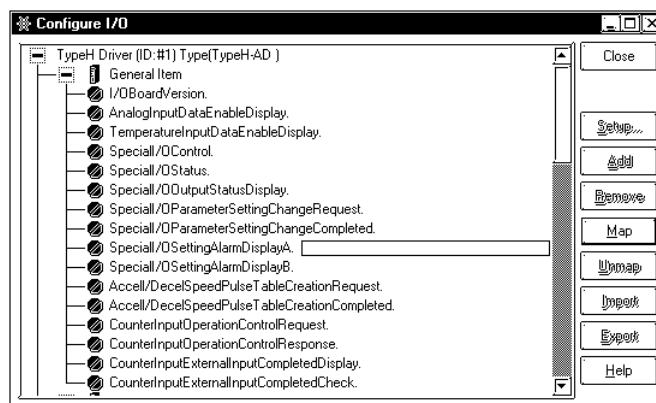 Configure I/O
TypeH Driver (ID:#1) Type(TypeH-AD )
General Item
I/OBoardVersion.
AnalogInputDataEnableDisplay.
TemperatureInputDataEnableDisplay.
SpecialI/OControl.
SpecialI/OStatus.
SpecialI/OOutputStatusDisplay.
SpecialI/OParameterSettingChangeRequest.
SpecialI/OParameterSettingChangeCompleted.
SpecialI/OSettingAlarmDisplayA.
SpecialI/OSettingAlarmDisplayB.
Accell/DecelSpeedPulseTableCreationRequest.
Accell/DecelSpeedPulseTableCreationCompleted.
CounterInputOperationControlRequest.
CounterInputOperationControlResponse.
CounterInputExternalInputCompletedDisplay.
CounterInputExternalInputCompletedCheck.
Close
Setup...
Add
Remove
Map
Unmap
Import
Export
Help